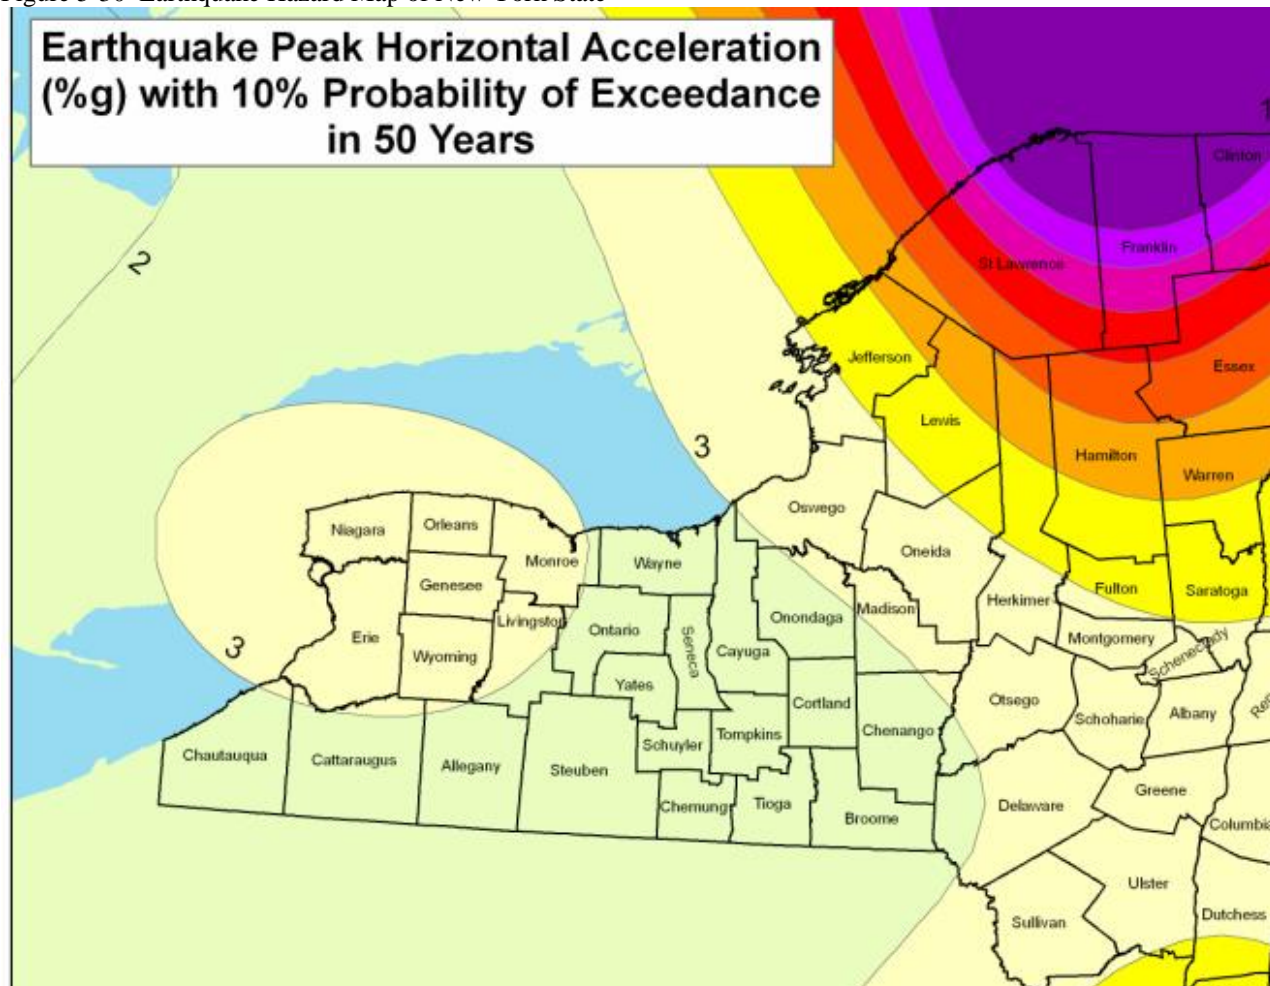 Earthquake Peak Horizontal Acceleration
(%g) with 10% Probability of Exceedance
in 50 Years
1
Clinton
2
Franklin
St Lawrence
Jefferson
Essex
Lewis
3
Hamilton
Warren
Niagara
Orleans
Oswego
Oneida
Monroe
Wayne
Genesee
Fulton
Saratoga
Herkimer
Madison
Livingston
Onondaga
Ontario
Erie
Seneca
Montgomery
Schenectady
3
Wyoming
Cayuga
Yates
Cortland
Otsego
Schoharie
Albany
Chenango
Schuyler
Tompkins
Chautauqua
Cattaraugus
Allegany
Steuben
Greene
Chemung
Tioga
Delaware
Broome
Columbia
Ulster
Sullivan
Dutchess